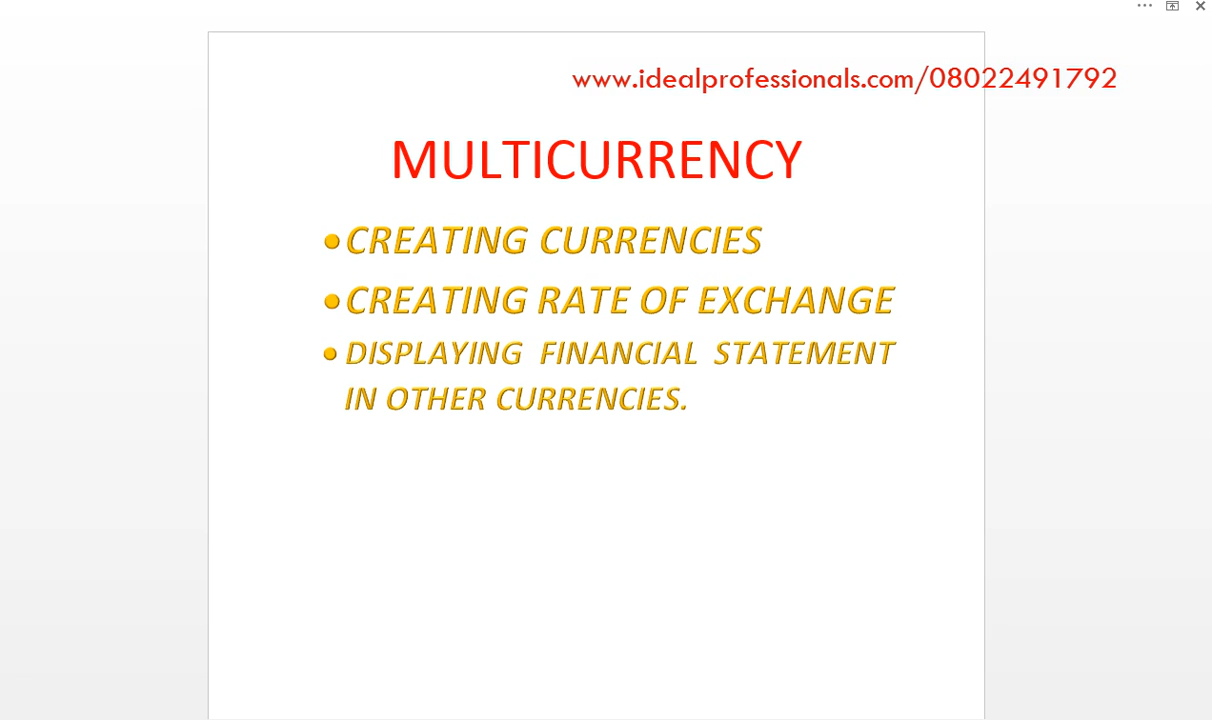 www.idealprofessionals.com/08022491792
MULTICURRENCY
•CREATING CURRENCIES
•CREATING RATE OF EXCHANGE
• DISPLAYING FINANCIAL STATEMENT
IN OTHER CURRENCIES.